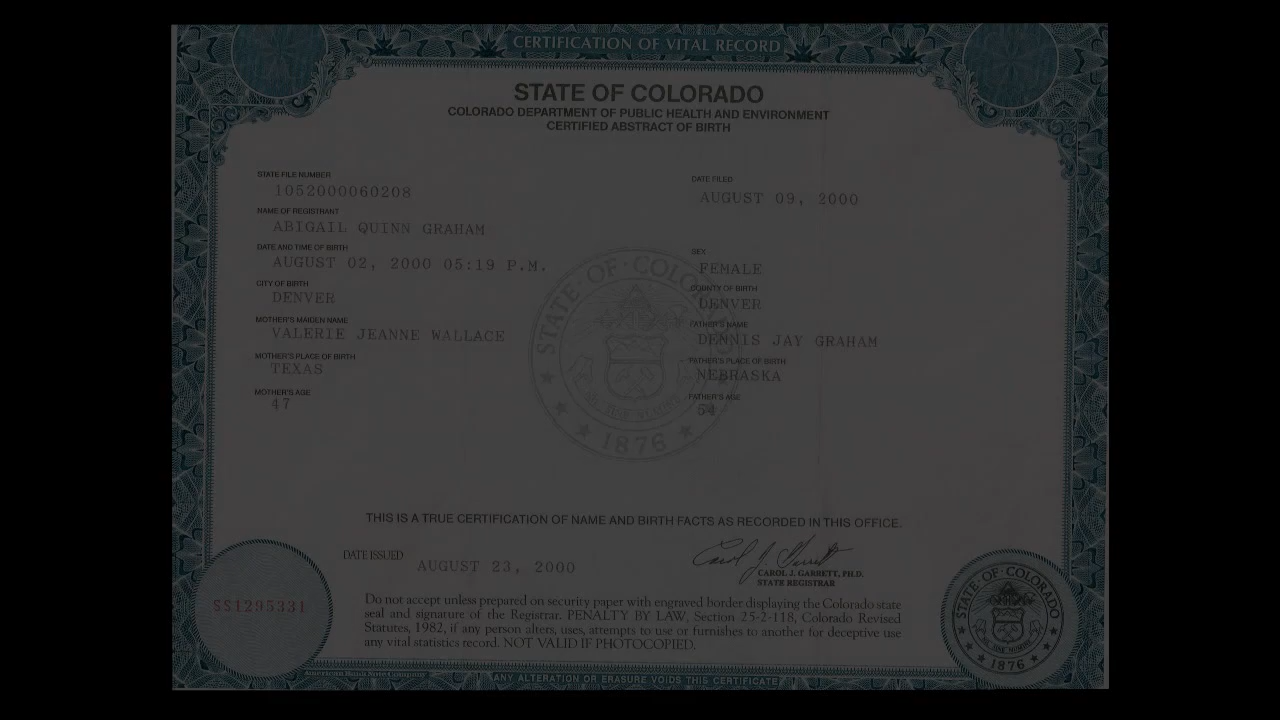 CERTIFICATION OF VITAL RECORD
STATE OF COLORADO
COLORADO DEPARTMENT OF PUBLIC HEALTH AND ENVIRONMENT
CERTIFIED ABSTRACT OF BIRTH
STATE FILE NUMBER
1052000060208
DATE FILED
AUGUST 09, 2000
NAME OF REGISTRANT
ABIGAIL QUINN GRAHAM
DATE AND TIME OF BIRTH
AUGUST 02, 2000 05:19 P.M.
SEX
FEMALE
CITY OF BIRTH
DENVER
COUNTY OF BIRTH
DENVER
MOTHER'S MAIDEN NAME
VALERIE JEANNE WALLACE
FATHER'S NAME
DENNIS JAY GRAHAM
MOTHER'S PLACE OF BIRTH
TEXAS
FATHER'S PLACE OF BIRTH
NEBRASKA
MOTHER'S AGE
47
FATHER'S AGE
54
STATE OF COLORADO
1876
THIS IS A TRUE CERTIFICATION OF NAME AND BIRTH FACTS AS RECORDED IN THIS OFFICE.
DATE ISSUED
AUGUST 23, 2000
Carol J. Garrett
CAROL J. GARRETT, PH.D.
STATE REGISTRAR
SS1295331
Do not accept unless prepared on security paper with engraved border displaying the Colorado state
seal and signature of the Registrar. PENALTY BY LAW, Section 25-2-118, Colorado Revised
Statutes, 1982, if any person alters, uses, attempts to use or furnishes to another for deceptive use
any vital statistics record. NOT VALID IF PHOTOCOPIED.
STATE OF COLORADO
1876
American Bank Note Company
ANY ALTERATION OR ERASURE VOIDS THIS CERTIFICATE